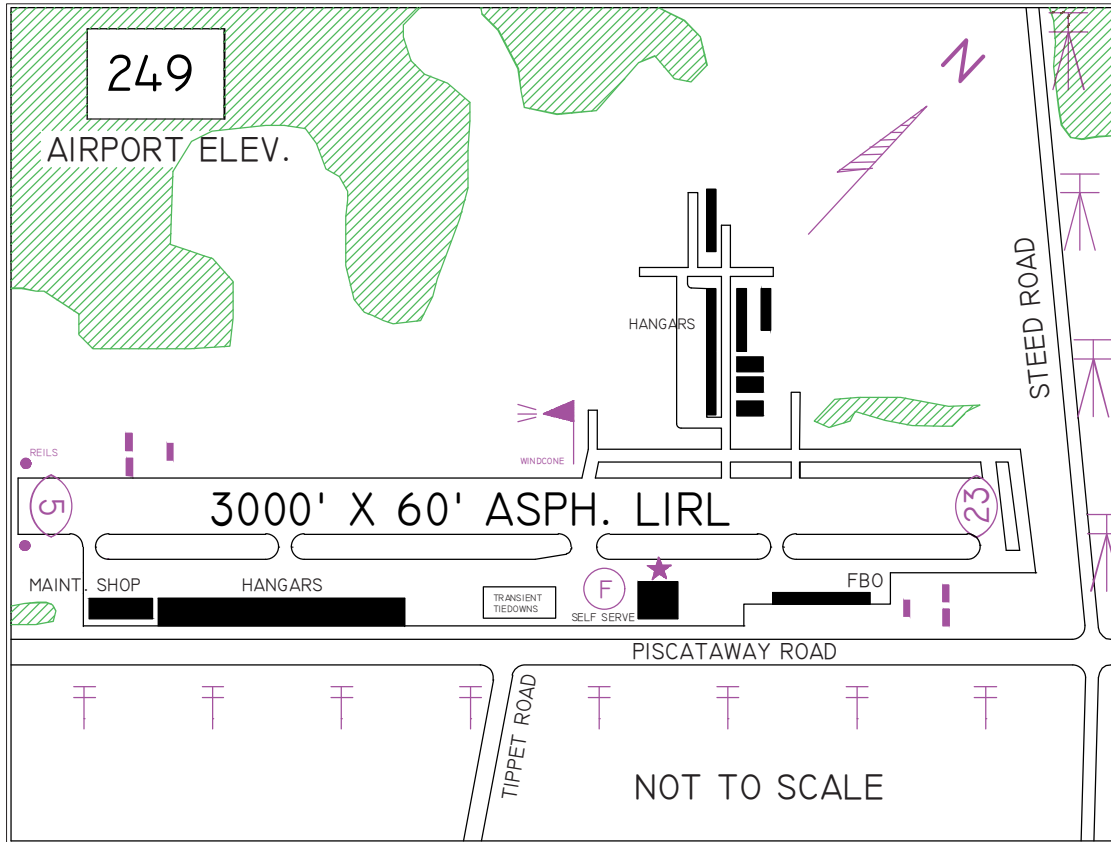 249
AIRPORT ELEV.
N
STEED ROAD
HANGARS
REILS
WINDCONE
5
3000' X 60' ASPH. LIRL
23
MAINT. SHOP
HANGARS
TRANSIENT
TIEDOWNS
F
SELF SERVE
FBO
PISCATAWAY ROAD
TIPPET ROAD
NOT TO SCALE